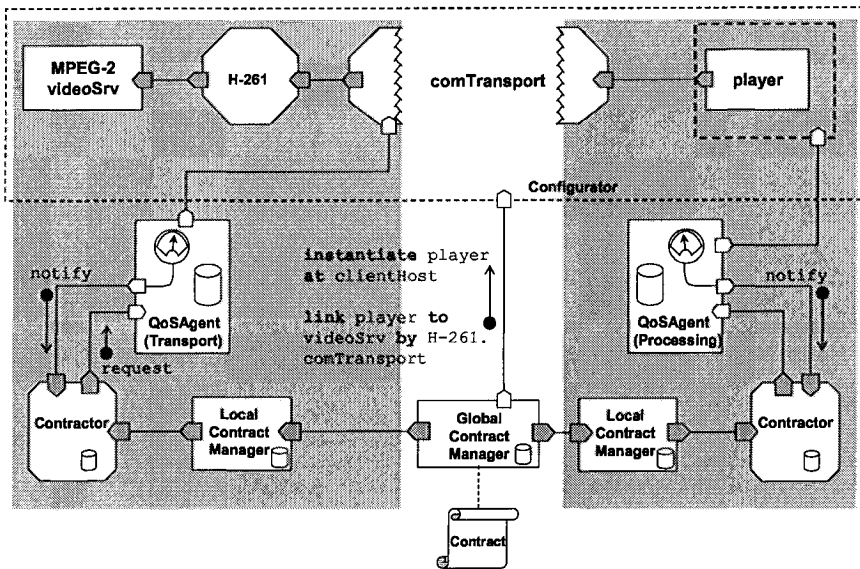 MPEG-2
videoSrv
H-261
comTransport
player
Configurator
notify
QoSAgent
(Transport)
request
instantiate player
at clientHost
link player to
videoSrv by H-261.
comTransport
QoSAgent
(Processing)
notify
Contractor
Local
Contract
Manager
Global
Contract
Manager
Local
Contract
Manager
Contractor
Contract